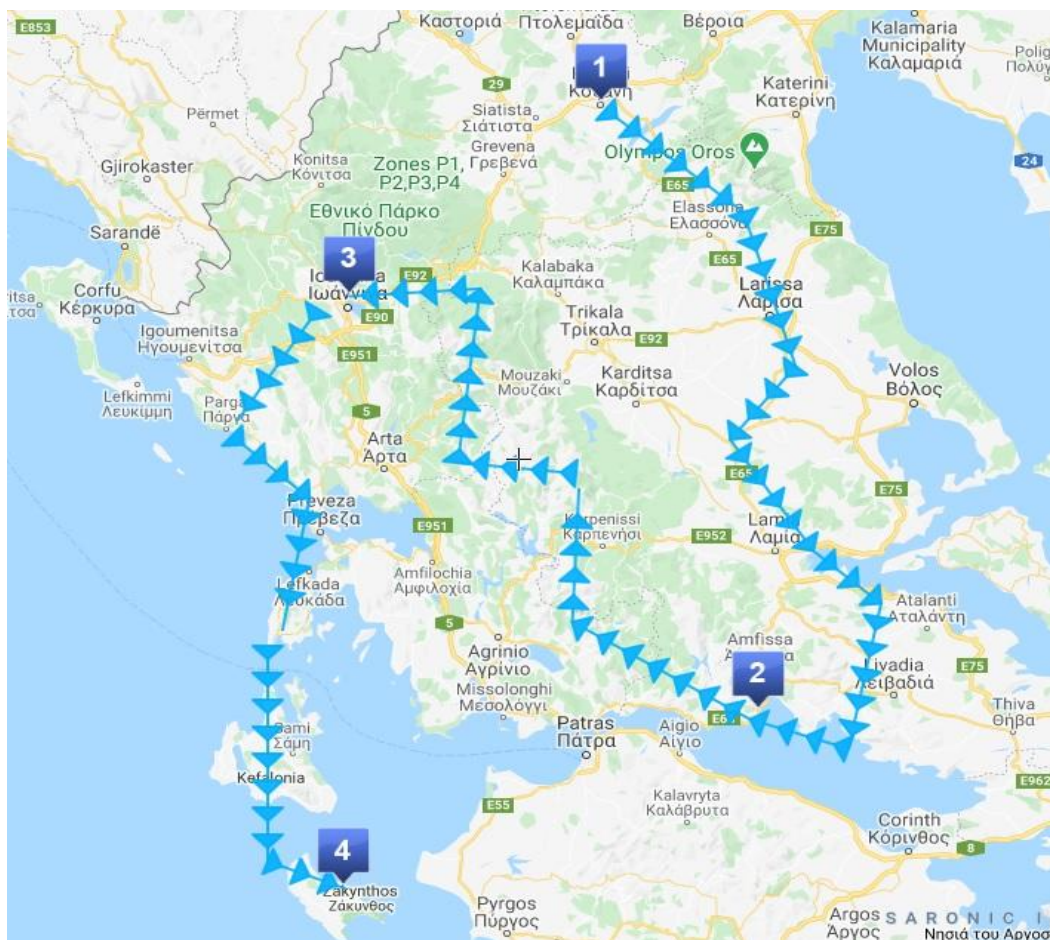 E853
Καστοριά
Πτολεμαΐδα
Βέροια
Kalamaria
Municipality
Καλαμαριά
1
29
Κοζάνη
Katerini
Κατερίνη
Siatista
Σιάτιστα
Përmet
Grevena
Γρεβενά
Olympos Oros
24
Gjirokaster
Konitsa
Κόνιτσα
Zones P1,
P2,P3,P4
E65
Εθνικό Πάρκο
Πίνδου
Elassona
Ελασσόνα
E75
Sarandë
3
E65
Corfu
Κέρκυρα
Ιωάννινα
E92
Kalabaka
Καλαμπάκα
Larissa
Λάρισα
E90
Igoumenitsa
Ηγουμενίτσα
Trikala
Τρίκαλα
E92
E951
Mouzaki
Μουζάκι
Karditsa
Καρδίτσα
Volos
Βόλος
Lefkimmi
Λευκίμμη
Parga
Πάργα
5
Arta
Άρτα
E65
E75
Preveza
Πρέβεζα
E951
Karpenissi
Καρπενήσι
E952
Λαμία
Amfilochia
Αμφιλοχία
Lefkada
Λευκάδα
Atalanti
Αταλάντη
5
Agrinio
Αγρίνιο
Amfissa
2
Livadia
Λειβαδιά
E75
Missolonghi
Μεσολόγγι
Thiva
Θήβα
Sami
Σάμη
Patras
Πάτρα
Aigio
Αίγιο
Kefalonia
E962
E55
Kalavryta
Καλάβρυτα
Corinth
Κόρινθος
8
4
Zakynthos
Ζάκυνθος
Pyrgos
Πύργος
Argos
Άργος
SARONIC I
Νησιά του Αργοσ